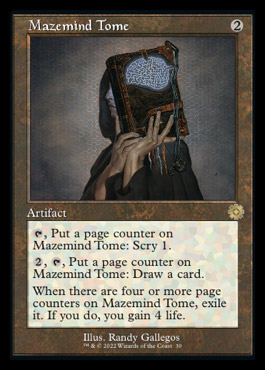 Mazemind Tome 2
Artifact
, Put a page counter on
Mazemind Tome: Scry 1.
2, , Put a page counter on
Mazemind Tome: Draw a card.
When there are four or more page
counters on Mazemind Tome, exile
it. If you do, you gain 4 life.
Illus. Randy Gallegos
™ & © 2022 Wizards of the Coast 30